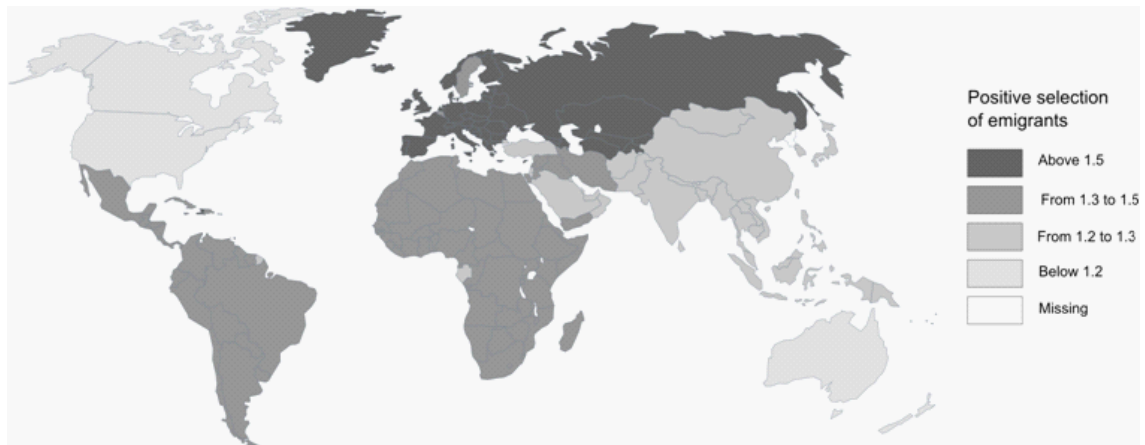 Positive selection
of emigrants
Above 1.5
From 1.3 to 1.5
From 1.2 to 1.3
Below 1.2
Missing